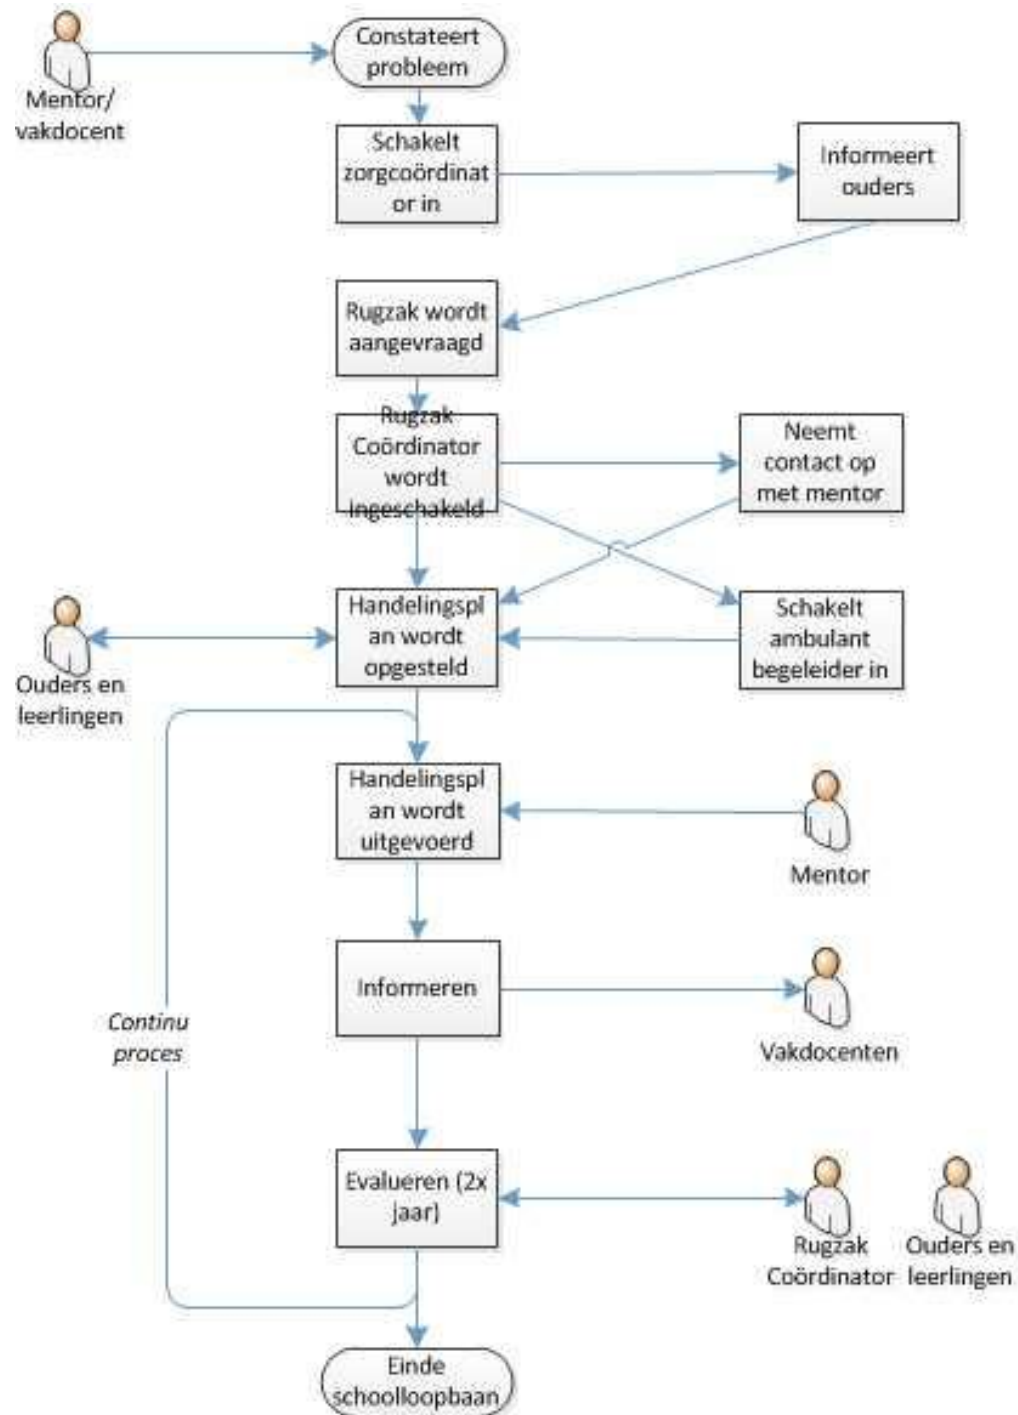 Constateert
probleem
Mentor/
vakdocent
Schakelt
zorgcoördinat
or in
Informeert
ouders
Rugzak wordt
aangevraagd
Rugzak
Coördinator
wordt
ingeschakeld
Neemt
contact op
met mentor
Handelingspl
an wordt
opgesteld
Schakelt
ambulant
begeleider in
Ouders en
leerlingen
Handelingspl
an wordt
uitgevoerd
Mentor
Informeren
Vakdocenten
Continu
proces
Evalueren (2x
jaar)
Rugzak
Coördinator
Ouders en
leerlingen
Einde
schoolloopbaan